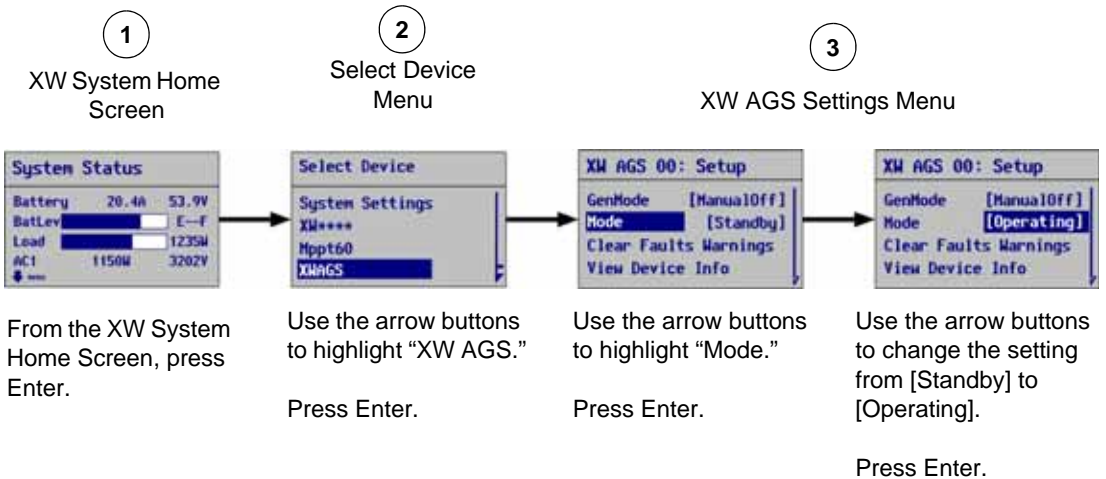 1
XW System Home
Screen
2
Select Device
Menu
3
XW AGS Settings Menu
System Status
Battery 20.4A 53.9V
BatLev E--F
Load 1235W
AC1 1150W 3202V
Select Device
System Settings
XW++++
Mppt60
XWAGS
XW AGS 00: Setup
GenMode [ManualOff]
Mode [Standby]
Clear Faults Warnings
View Device Info
XW AGS 00: Setup
GenMode [ManualOff]
Mode [Operating]
Clear Faults Warnings
View Device Info
From the XW System
Home Screen, press
Enter.
Use the arrow buttons
to highlight “XW AGS.”
Press Enter.
Use the arrow buttons
to highlight “Mode.”
Press Enter.
Use the arrow buttons
to change the setting
from [Standby] to
[Operating].
Press Enter.